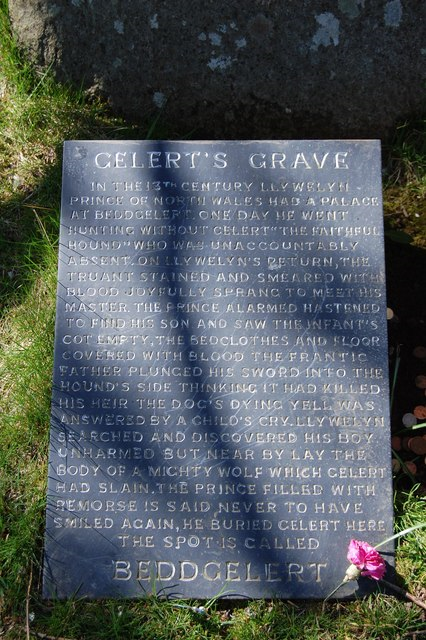 GELERT'S GRAVE
IN THE 13TH CENTURY LLYWELYN
PRINCE OF NORTH WALES HAD A PALACE
AT BEDDGELERT. ONE DAY HE WENT
HUNTING WITHOUT GELERT "THE FAITHFUL
HOUND" WHO WAS UNACCOUNTABLY
ABSENT. ON LLYWELYN'S RETURN, THE
TRUANT STAINED AND SMEARED WITH
BLOOD JOYFULLY SPRANG TO MEET HIS
MASTER. THE PRINCE ALARMED HASTENED
TO FIND HIS SON AND SAW THE INFANT'S
COT EMPTY, THE BEDCLOTHES AND FLOOR
COVERED WITH BLOOD THE FRANTIC
FATHER PLUNGED HIS SWORD INTO THE
HOUND'S SIDE THINKING IT HAD KILLED
HIS HEIR THE DOG'S DYING YELL WAS
ANSWERED BY A CHILD'S CRY. LLYWELYN
SEARCHED AND DISCOVERED HIS BOY
UNHARMED BUT NEAR BY LAY THE
BODY OF A MIGHTY WOLF WHICH GELERT
HAD SLAIN. THE PRINCE FILLED WITH
REMORSE IS SAID NEVER TO HAVE
SMILED AGAIN, HE BURIED GELERT HERE
THE SPOT IS CALLED
BEDDGELERT